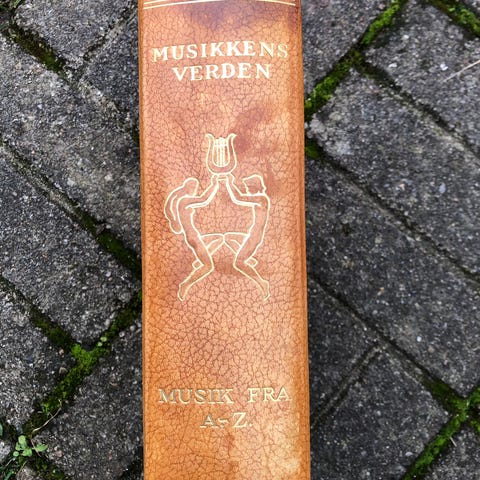 MUSIKKENS
VERDEN
MUSIK FRA
A-Z.